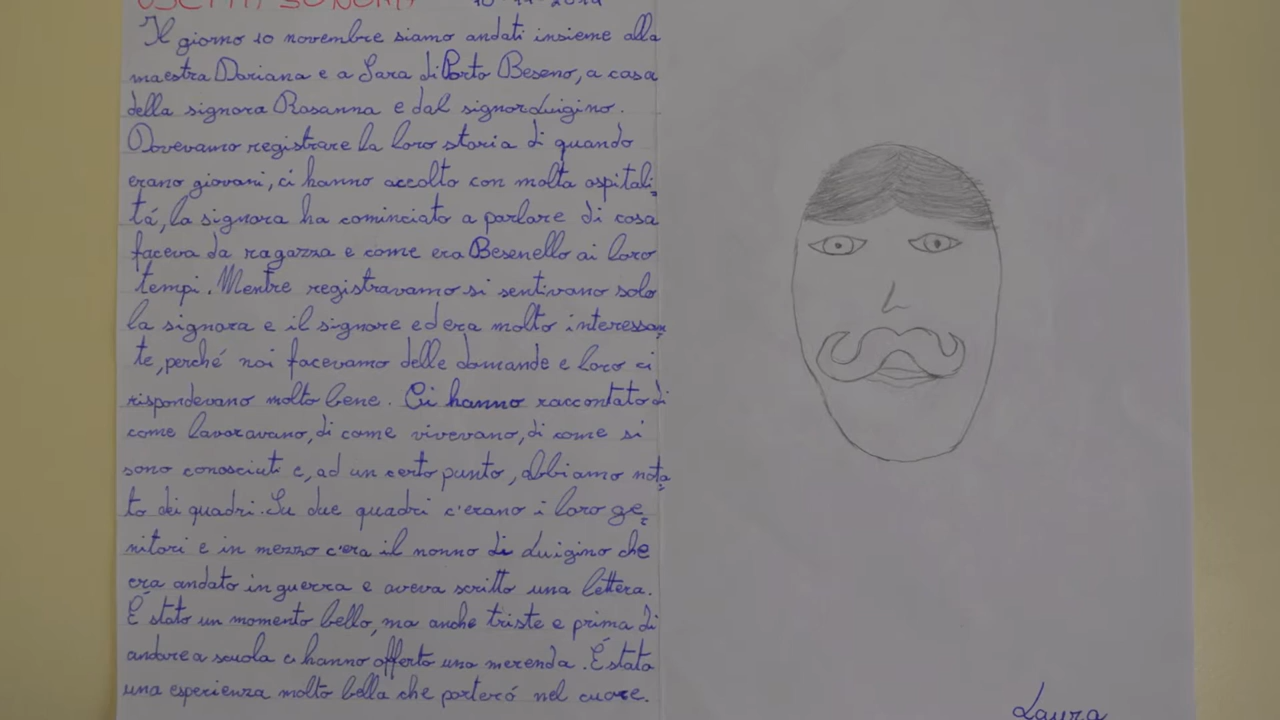 Il giorno 10 novembre siamo andati insieme alla
maestra Doriana e a Sara di Porto Beseno, a casa
della signora Rosanna e dal signor Luigino.
Dovevamo registrare la loro storia di quando
erano giovani, ci hanno accolto con molta ospitali-
tá, la signora ha cominciato a parlare di cosa
faceva da ragazza e come era Besenello ai loro
tempi. Mentre registravamo si sentivano solo
la signora e il signore ed era molto interessan-
te, perché noi facevamo delle domande e loro ci
rispondevano molto bene. Ci hanno raccontato di
come lavoravano, di come vivevano, di come si
sono conosciuti e, ad un certo punto, abbiamo nota-
to dei quadri. Su due quadri c'erano i loro ge-
nitori e in mezzo c'era il nonno di Luigino che
era andato in guerra e aveva scritto una lettera.
É stato un momento bello, ma anche triste e prima di
andare a scuola ci hanno offerto una merenda. É stata
una esperienza molto bella che porteró nel cuore.
Laura